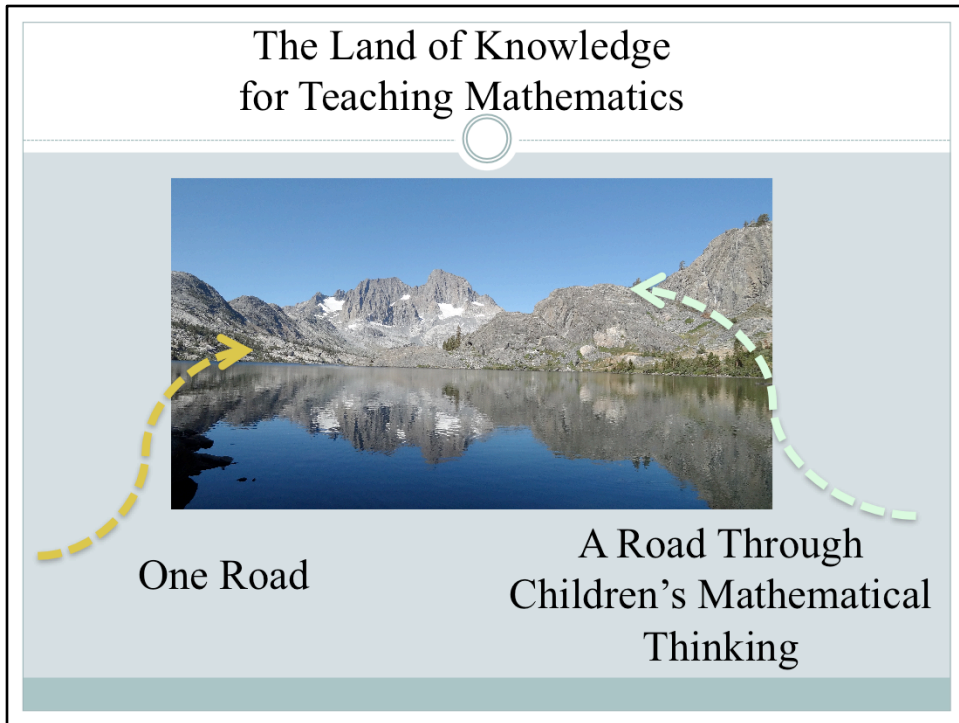 The Land of Knowledge
for Teaching Mathematics
One Road
A Road Through
Children’s Mathematical
Thinking